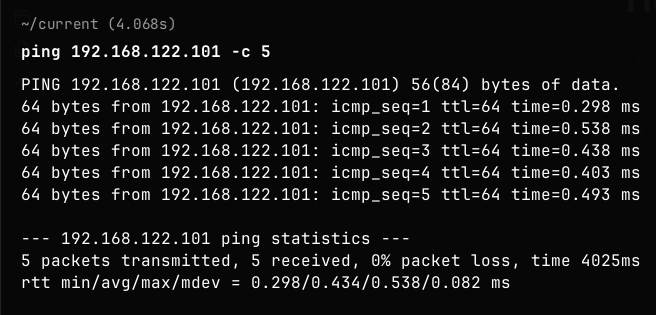 ~/current (4.068s)
ping 192.168.122.101 -c 5
PING 192.168.122.101 (192.168.122.101) 56(84) bytes of data.
64 bytes from 192.168.122.101: icmp_seq=1 ttl=64 time=0.298 ms
64 bytes from 192.168.122.101: icmp_seq=2 ttl=64 time=0.538 ms
64 bytes from 192.168.122.101: icmp_seq=3 ttl=64 time=0.438 ms
64 bytes from 192.168.122.101: icmp_seq=4 ttl=64 time=0.403 ms
64 bytes from 192.168.122.101: icmp_seq=5 ttl=64 time=0.493 ms
--- 192.168.122.101 ping statistics ---
5 packets transmitted, 5 received, 0% packet loss, time 4025ms
rtt min/avg/max/mdev = 0.298/0.434/0.538/0.082 ms